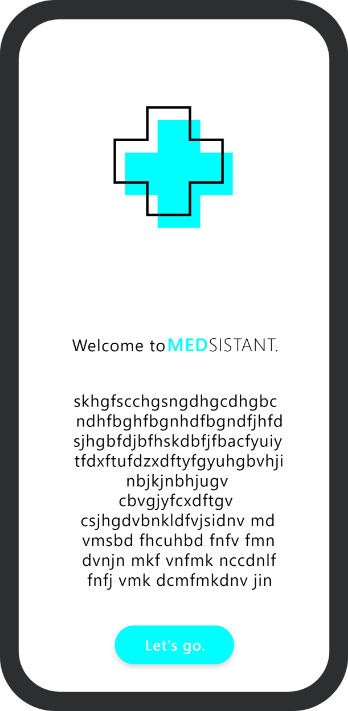 Welcome to MEDSISTANT.
skhgfscchgsngdhgcdhgbc
ndhfbghfbgnhdfbgndfjhfd
sjhgbfdjbfhskdbfjfbacfyuiy
tfdxftufdzxdftyfgyuhgbvhji
nbjkjnbhjugv
cbvgjyfcxdftgv
csjhgdvbnkldfvjsidnv md
vmsbd fhcuhbd fnfv fmn
dvnjn mkf vnfmk nccdnlf
fnfj vmk dcmfmkdnv jin
Let's go.